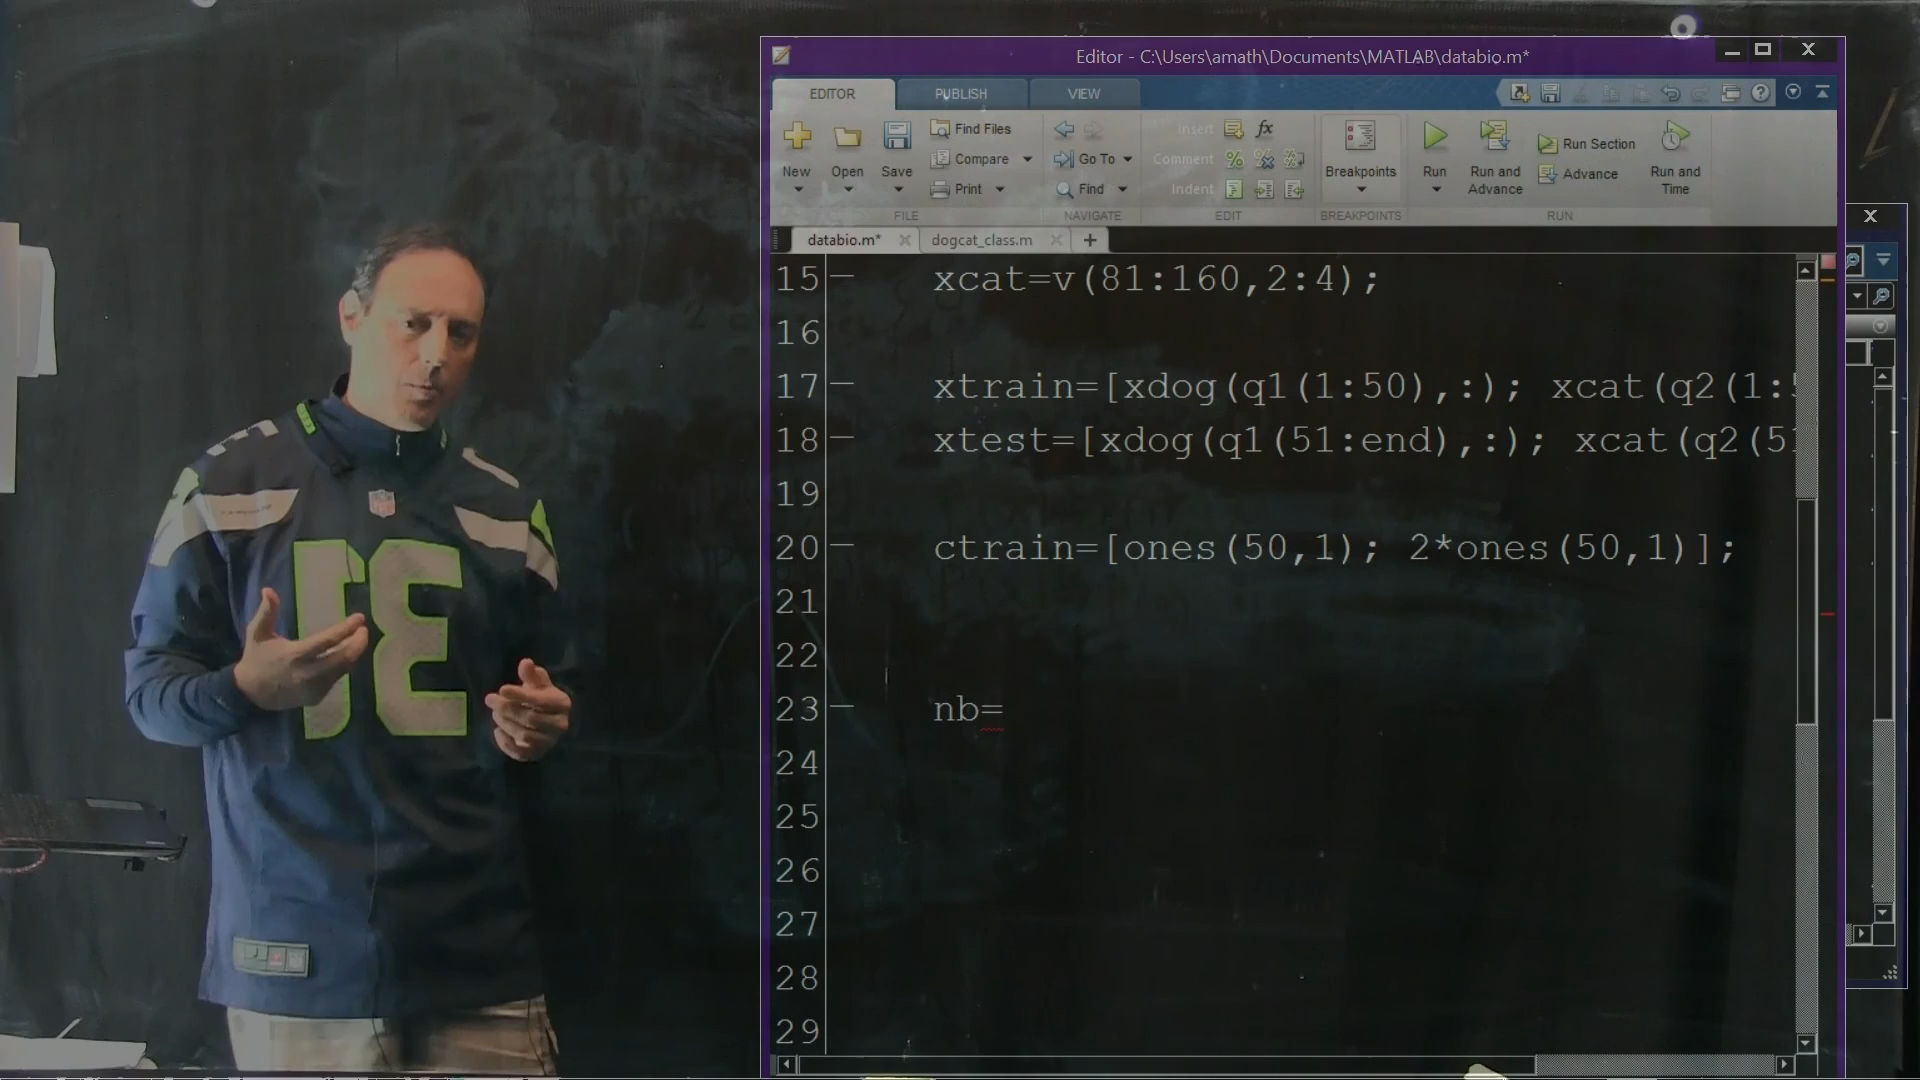 Editor - C:\Users\amath\Documents\MATLAB\databio.m*
EDITOR PUBLISH VIEW
New Open Save Find Files Compare Print
Go To Find
Insert Comment Indent
Breakpoints
Run Run and Advance Run Section Advance Run and Time
FILE NAVIGATE EDIT BREAKPOINTS RUN
databio.m* dogcat_class.m
15 xcat=v(81:160,2:4);
16
17 xtrain=[xdog(q1(1:50),:); xcat(q2(1:5
18 xtest=[xdog(q1(51:end),:); xcat(q2(51
19
20 ctrain=[ones(50,1); 2*ones(50,1)];
21
22
23 nb=
24
25
26
27
28
29
31
NFL